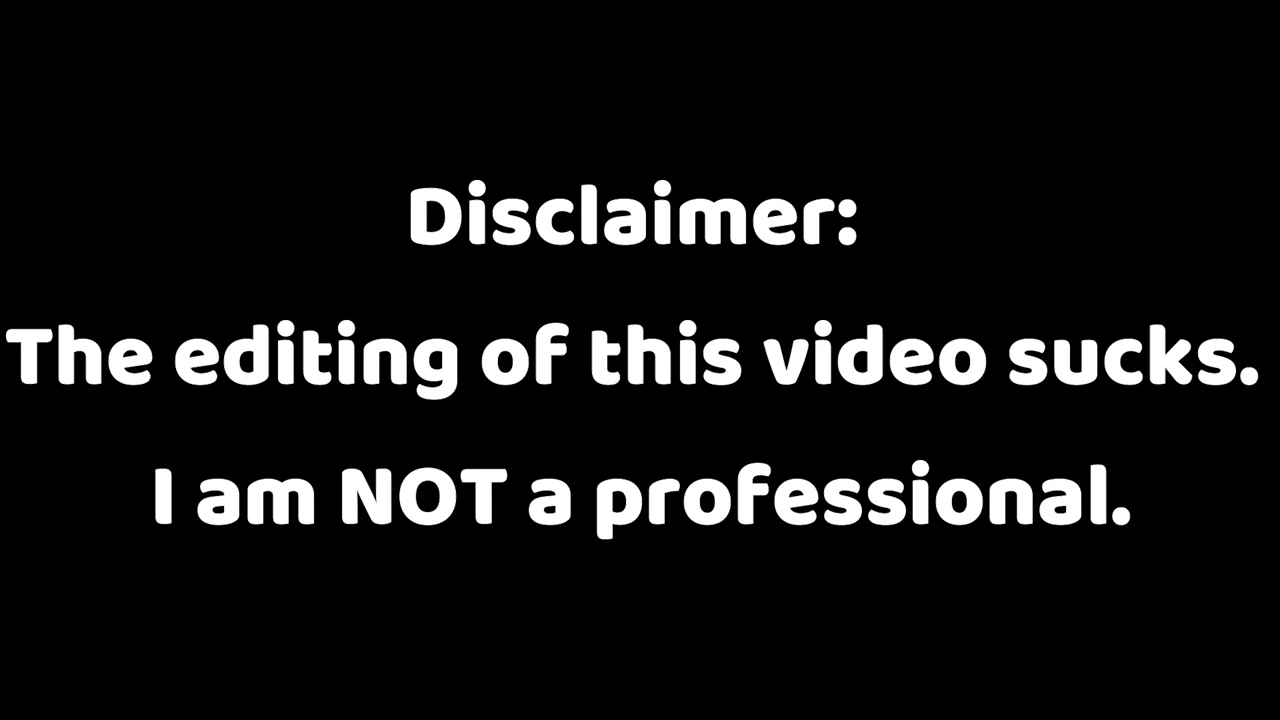 Disclaimer:
The editing of this video sucks.
I am NOT a professional.